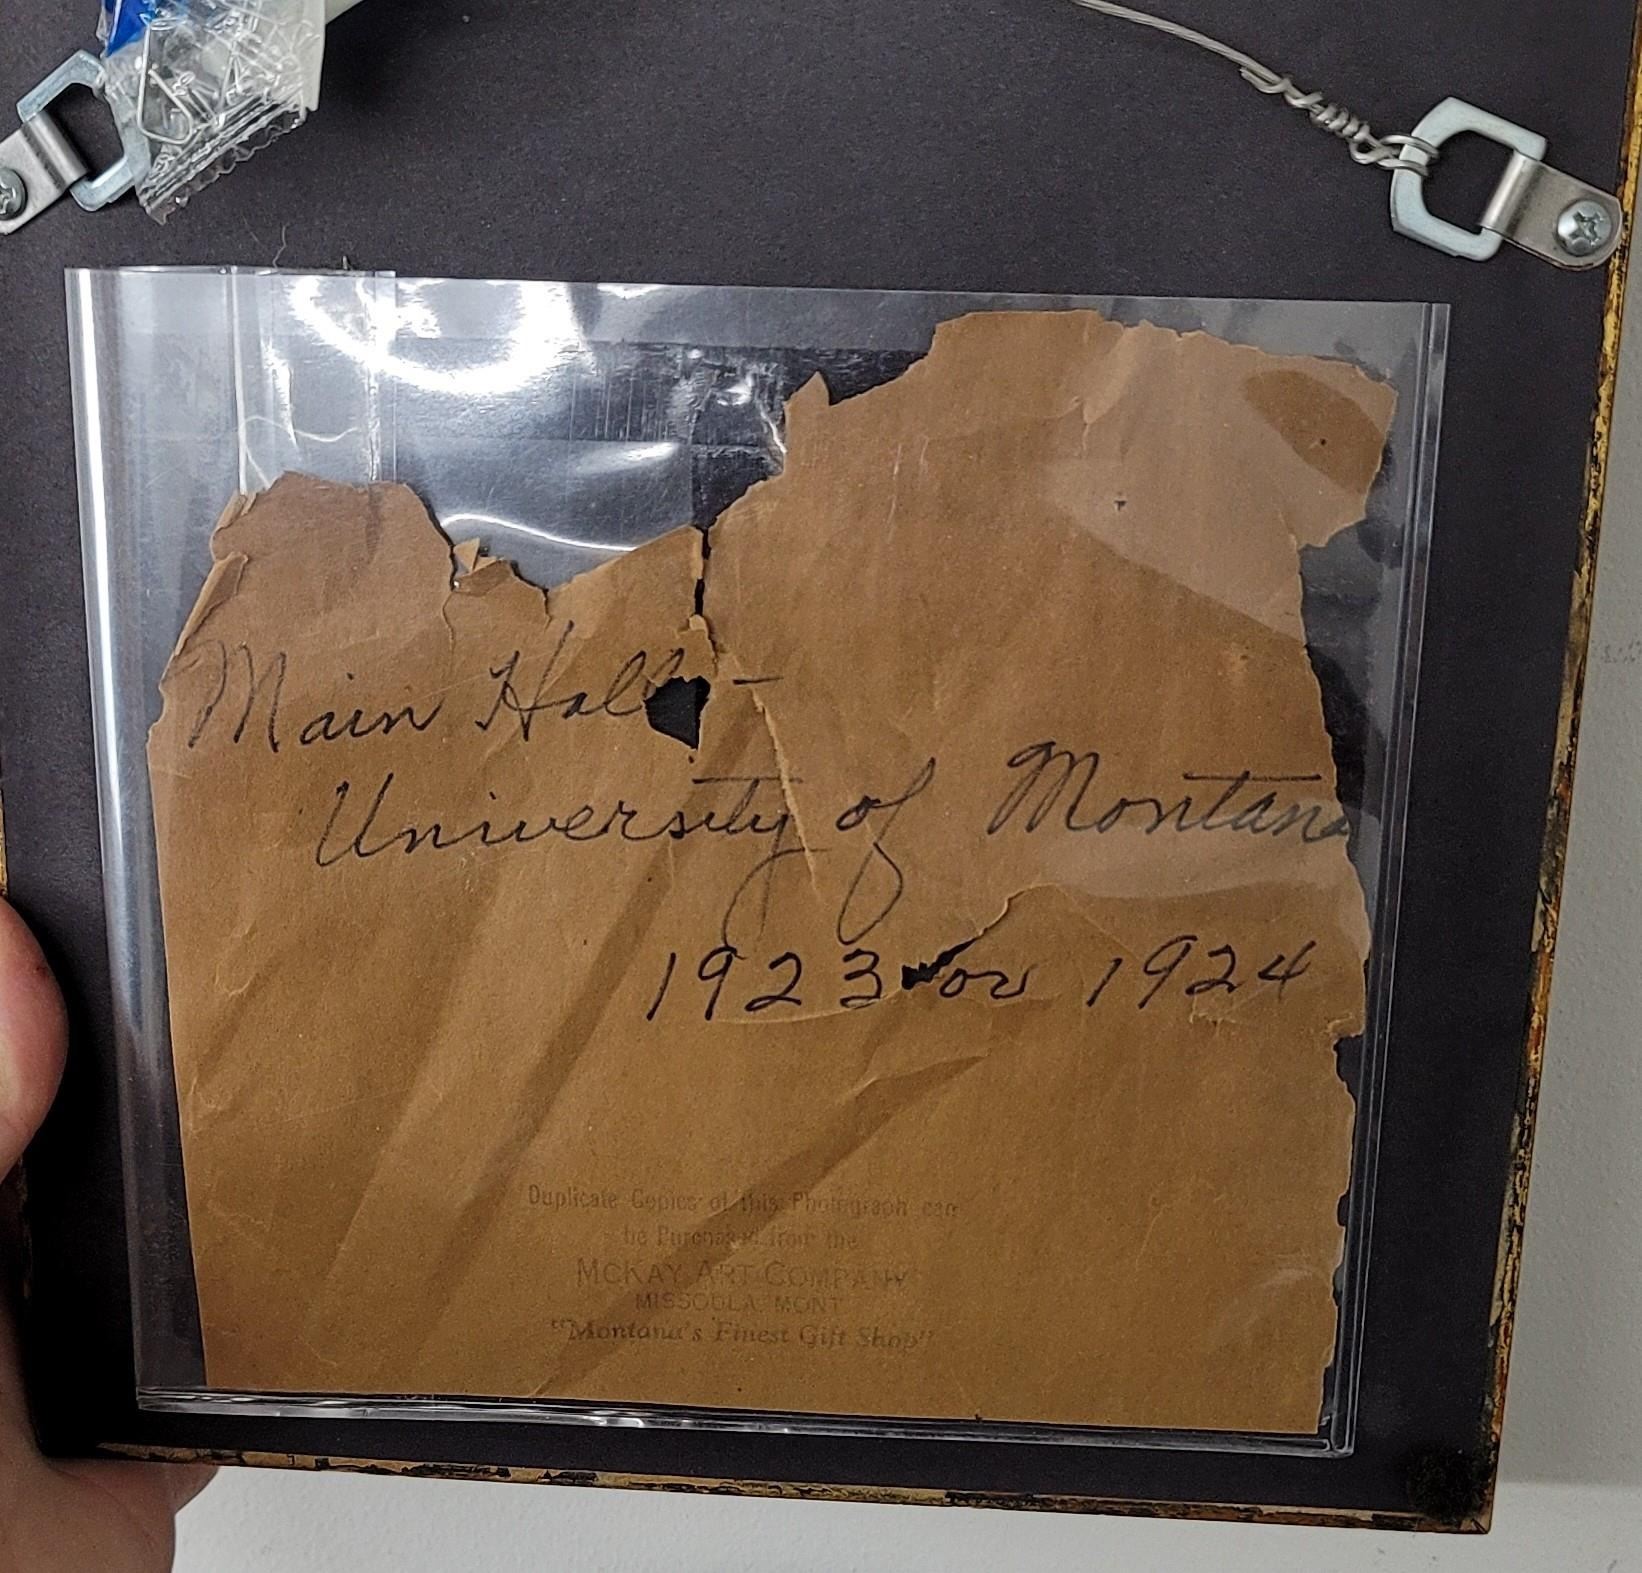 Main Hall –
University of Montana
1923 or 1924
Duplicate Copies of this Photograph can
be Purchased from the
McKAY ART COMPANY
MISSOULA, MONT
"Montana's Finest Gift Shop"